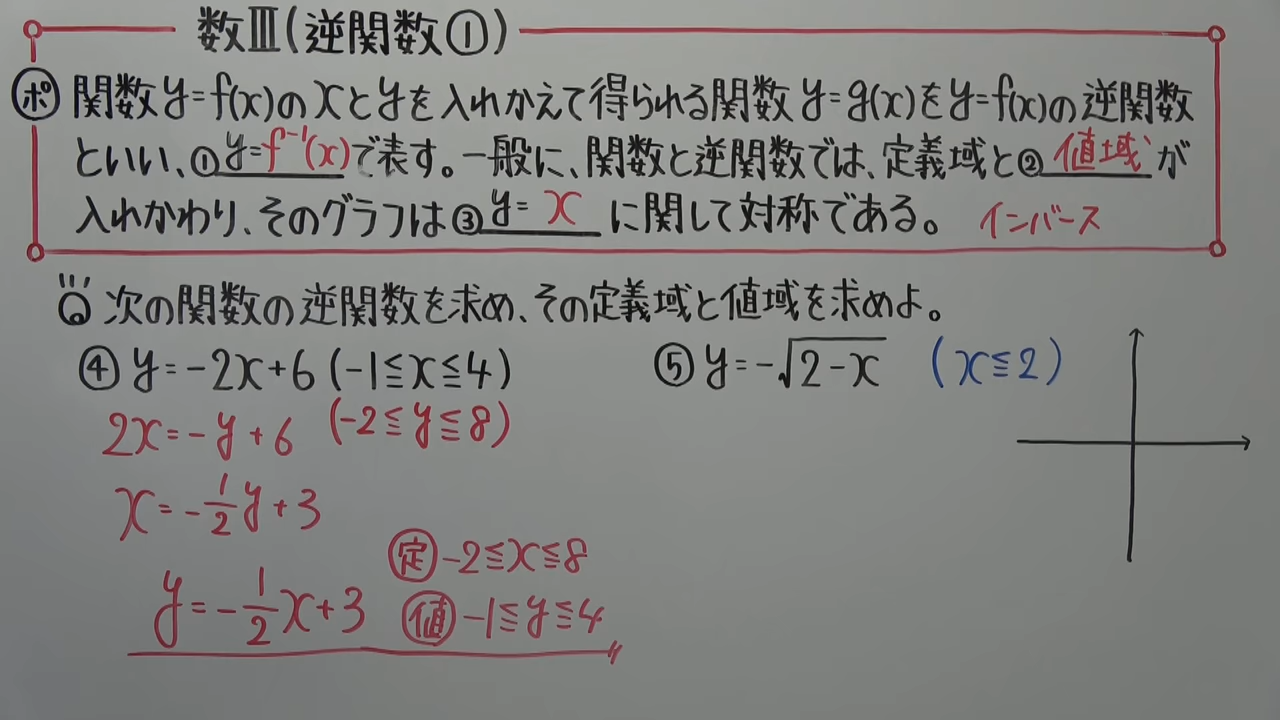 数Ⅲ(逆関数①)
ポ 関数y=f(x)のxとyを入れかえて得られる関数y=g(x)をy=f(x)の逆関数
といい、①y=f⁻¹(x)で表す。一般に、関数と逆関数では、定義域と②値域が
入れかわり、そのグラフは③y=xに関して対称である。 インバース
Q 次の関数の逆関数を求め、その定義域と値域を求めよ。
④ y=-2x+6 (-1≦x≦4)
2x=-y+6 (-2≦y≦8)
x=-1/2y+3
定 -2≦x≦8
y=-1/2x+3 値 -1≦y≦4
⑤ y=-√2-x (x≦2)